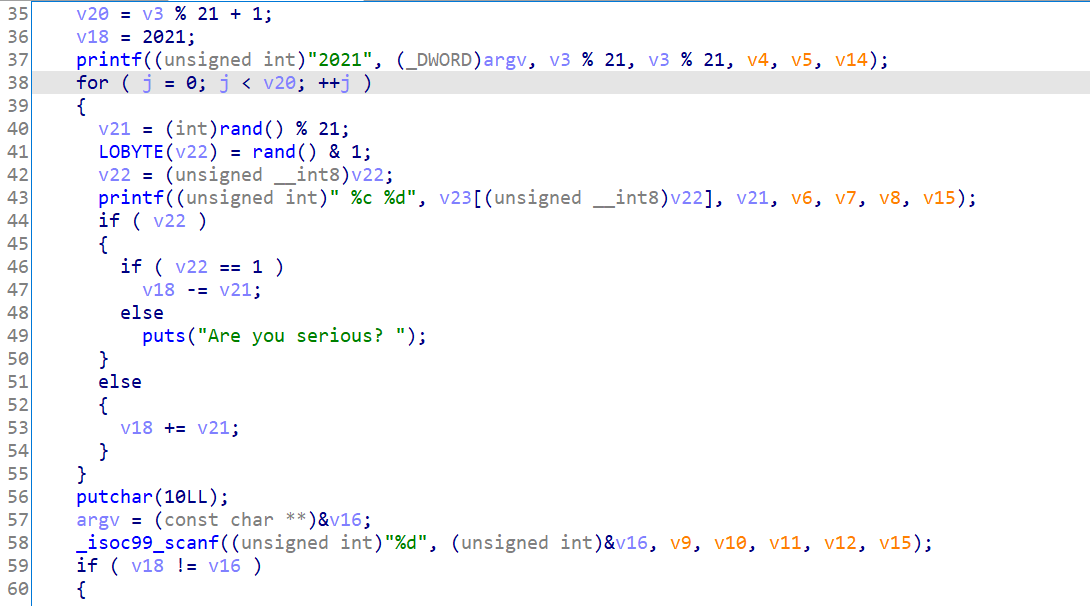 35 v20 = v3 % 21 + 1;
36 v18 = 2021;
37 printf((unsigned int)"2021", (_DWORD)argv, v3 % 21, v3 % 21, v4, v5, v14);
38 for ( j = 0; j < v20; ++j )
39 {
40 v21 = (int)rand() % 21;
41 LOBYTE(v22) = rand() & 1;
42 v22 = (unsigned __int8)v22;
43 printf((unsigned int)" %c %d", v23[(unsigned __int8)v22], v21, v6, v7, v8, v15);
44 if ( v22 )
45 {
46 if ( v22 == 1 )
47 v18 -= v21;
48 else
49 puts("Are you serious? ");
50 }
51 else
52 {
53 v18 += v21;
54 }
55 }
56 putchar(10LL);
57 argv = (const char **)&v16;
58 _isoc99_scanf((unsigned int)"%d", (unsigned int)&v16, v9, v10, v11, v12, v15);
59 if ( v18 != v16 )
60 {